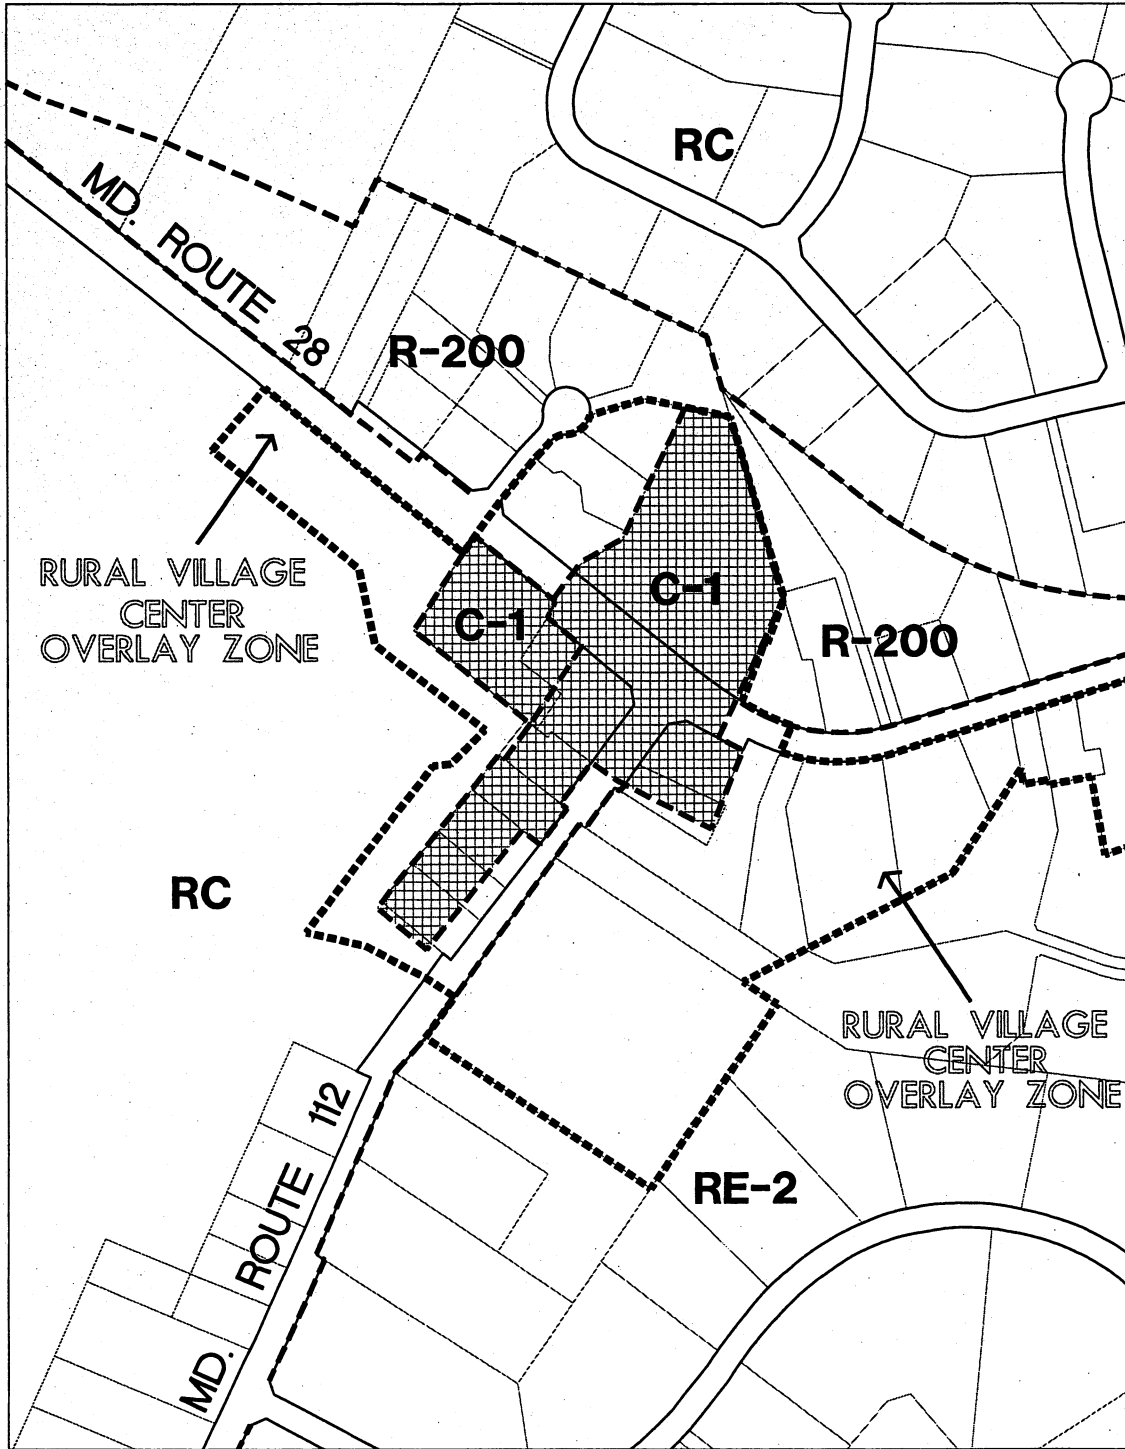 RC
MD. ROUTE 28
R-200
RURAL VILLAGE
CENTER
OVERLAY ZONE
C-1
C-1
R-200
RC
RURAL VILLAGE
CENTER
OVERLAY ZONE
RE-2
MD. ROUTE 112